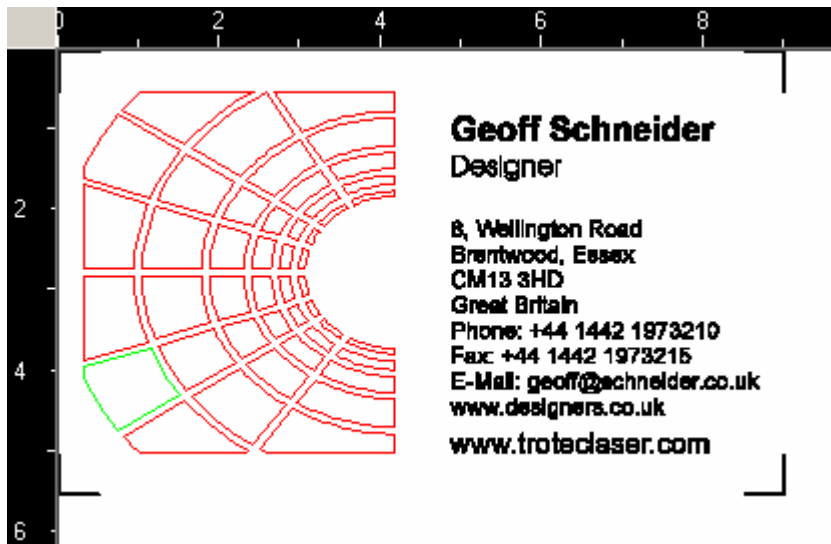 0 2 4 6 8
2
4
6
Geoff Schneider
Designer
8, Wellington Road
Brentwood, Essex
CM13 3HD
Great Britain
Phone: +44 1442 1973210
Fax: +44 1442 1973215
E-Mail: geoff@schneider.co.uk
www.designers.co.uk
www.troteclaser.com